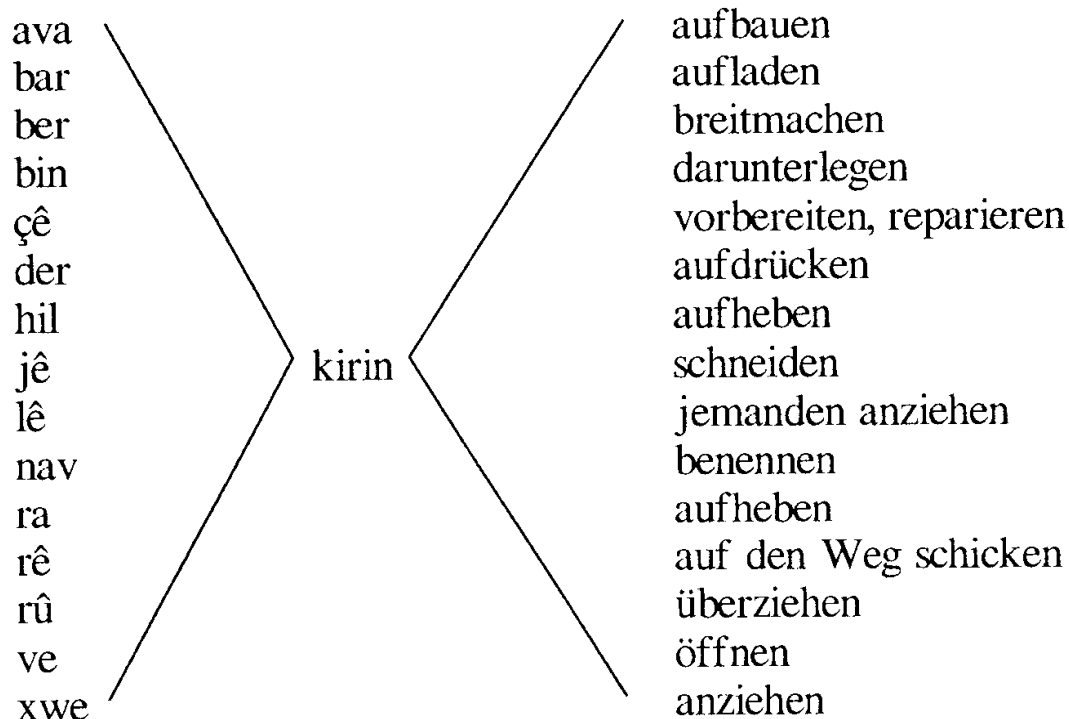 ava aufbauen
bar aufladen
ber breitmachen
bin darunterlegen
çê vorbereiten, reparieren
der aufdrücken
hil aufheben
jê kirin schneiden
lê jemanden anziehen
nav benennen
ra aufheben
rê auf den Weg schicken
rû überziehen
ve öffnen
xwe anziehen